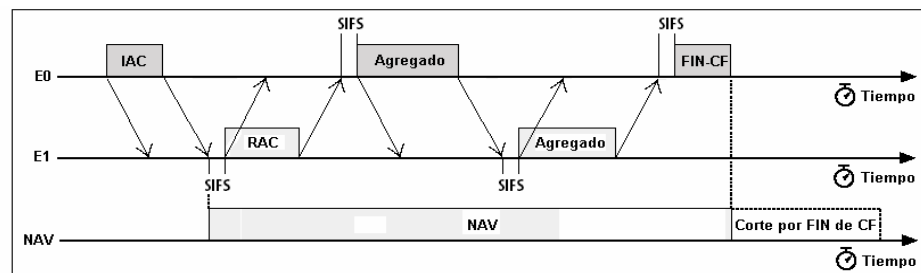 SIFS
SIFS
IAC
Agregado
FIN-CF
E0
Tiempo
RAC
Agregado
E1
SIFS
SIFS
Tiempo
NAV
Corte por FIN de CF
NAV
Tiempo